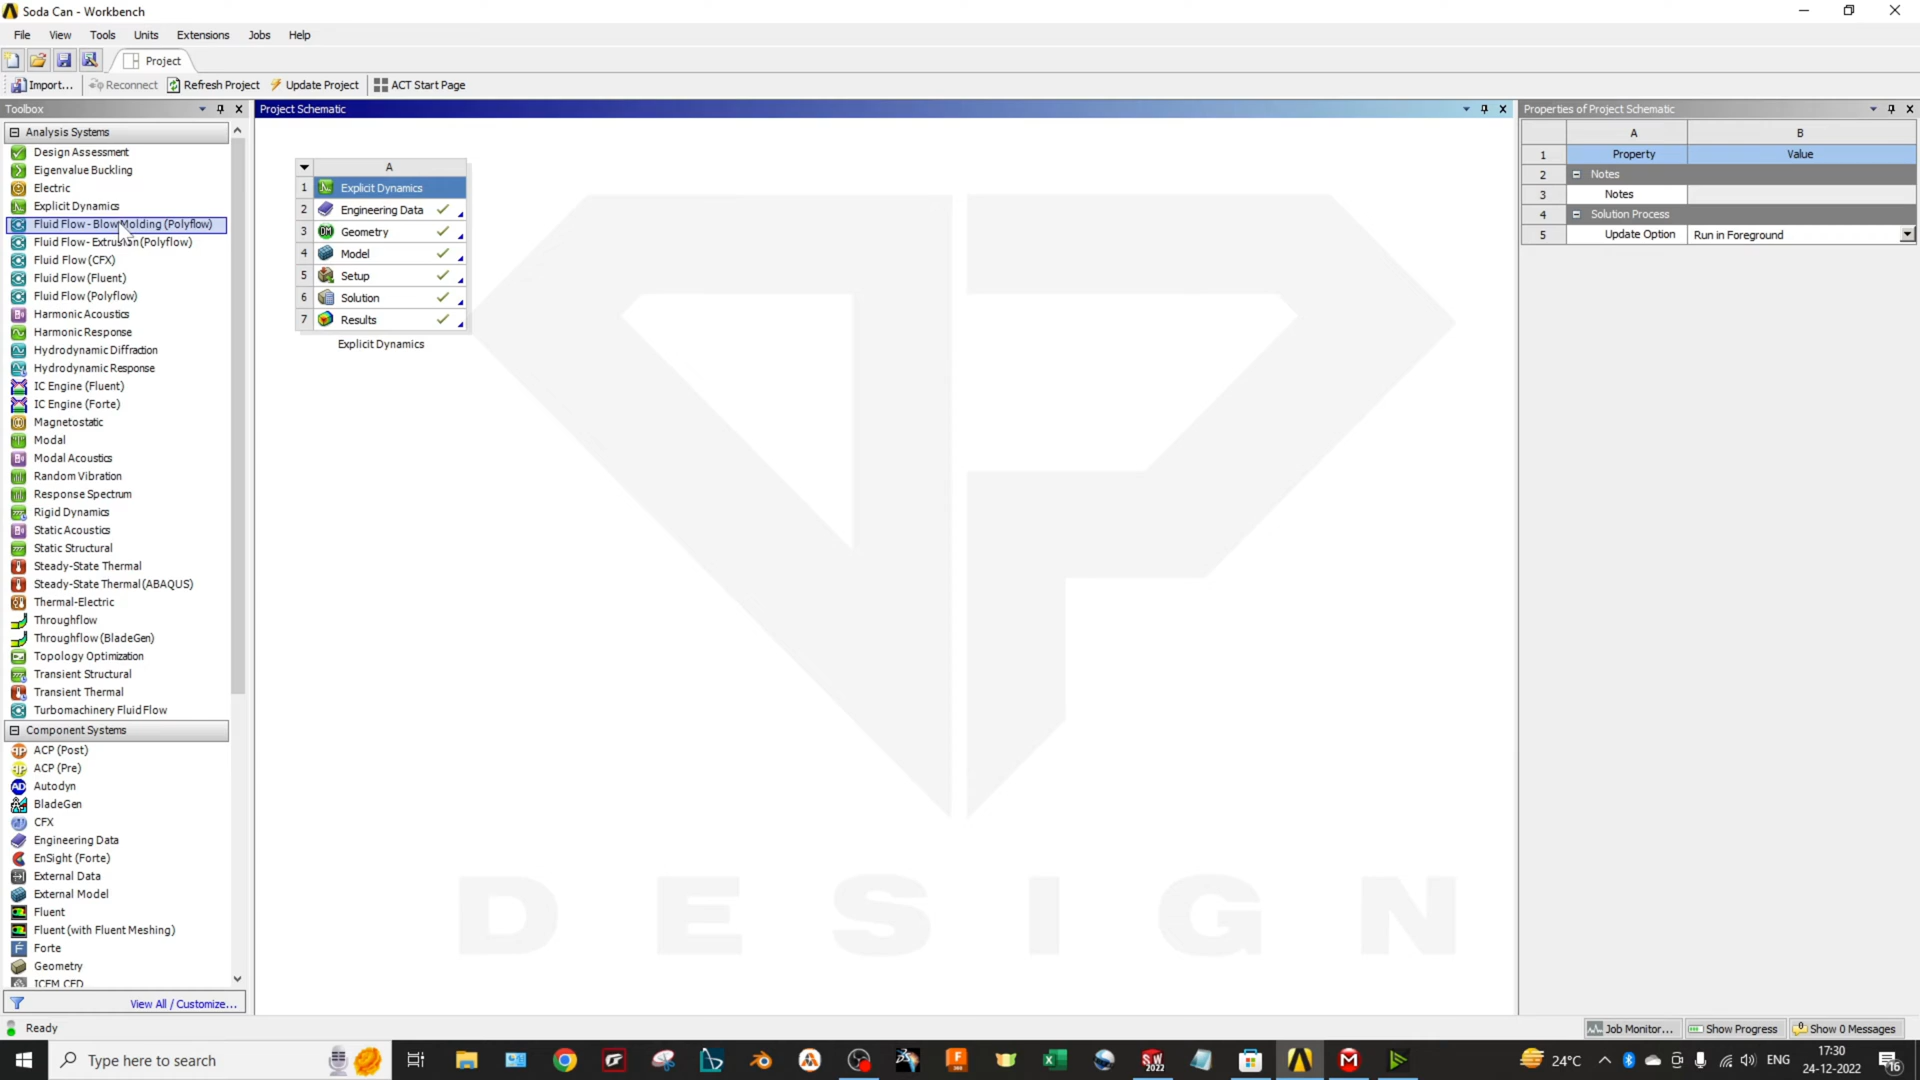 Soda Can - Workbench
File View Tools Units Extensions Jobs Help
Project
Import... Reconnect Refresh Project Update Project ACT Start Page
Toolbox
Analysis Systems
Design Assessment
Eigenvalue Buckling
Electric
Explicit Dynamics
Fluid Flow - Blow Molding (Polyflow)
Fluid Flow- Extrusion (Polyflow)
Fluid Flow (CFX)
Fluid Flow (Fluent)
Fluid Flow (Polyflow)
Harmonic Acoustics
Harmonic Response
Hydrodynamic Diffraction
Hydrodynamic Response
IC Engine (Fluent)
IC Engine (Forte)
Magnetostatic
Modal
Modal Acoustics
Random Vibration
Response Spectrum
Rigid Dynamics
Static Acoustics
Static Structural
Steady-State Thermal
Steady-State Thermal (ABAQUS)
Thermal-Electric
Throughflow
Throughflow (BladeGen)
Topology Optimization
Transient Structural
Transient Thermal
Turbomachinery Fluid Flow
Component Systems
ACP (Post)
ACP (Pre)
Autodyn
BladeGen
CFX
Engineering Data
EnSight (Forte)
External Data
External Model
Fluent
Fluent (with Fluent Meshing)
Forte
Geometry
ICEM CFD
View All / Customize...
Project Schematic
A
1 Explicit Dynamics
2 Engineering Data
3 Geometry
4 Model
5 Setup
6 Solution
7 Results
Explicit Dynamics
DESIGN
Properties of Project Schematic
A B
1 Property Value
2 Notes
3 Notes
4 Solution Process
5 Update Option Run in Foreground
Ready
Job Monitor... Show Progress Show 0 Messages
Type here to search
24°C ENG 17:30
24-12-2022
16